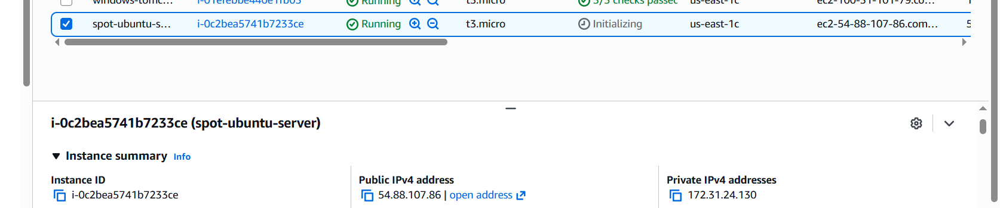 windows-tomc... i-01efebbe440e1fb03 Running t3.micro 3/3 checks passec us-east-1c ec2-100-31-101-79.co...
spot-ubuntu-s... i-0c2bea5741b7233ce Running t3.micro Initializing us-east-1c ec2-54-88-107-86.com... 5
i-0c2bea5741b7233ce (spot-ubuntu-server)
Instance summary Info
Instance ID Public IPv4 address Private IPv4 addresses
i-0c2bea5741b7233ce 54.88.107.86 | open address 172.31.24.130